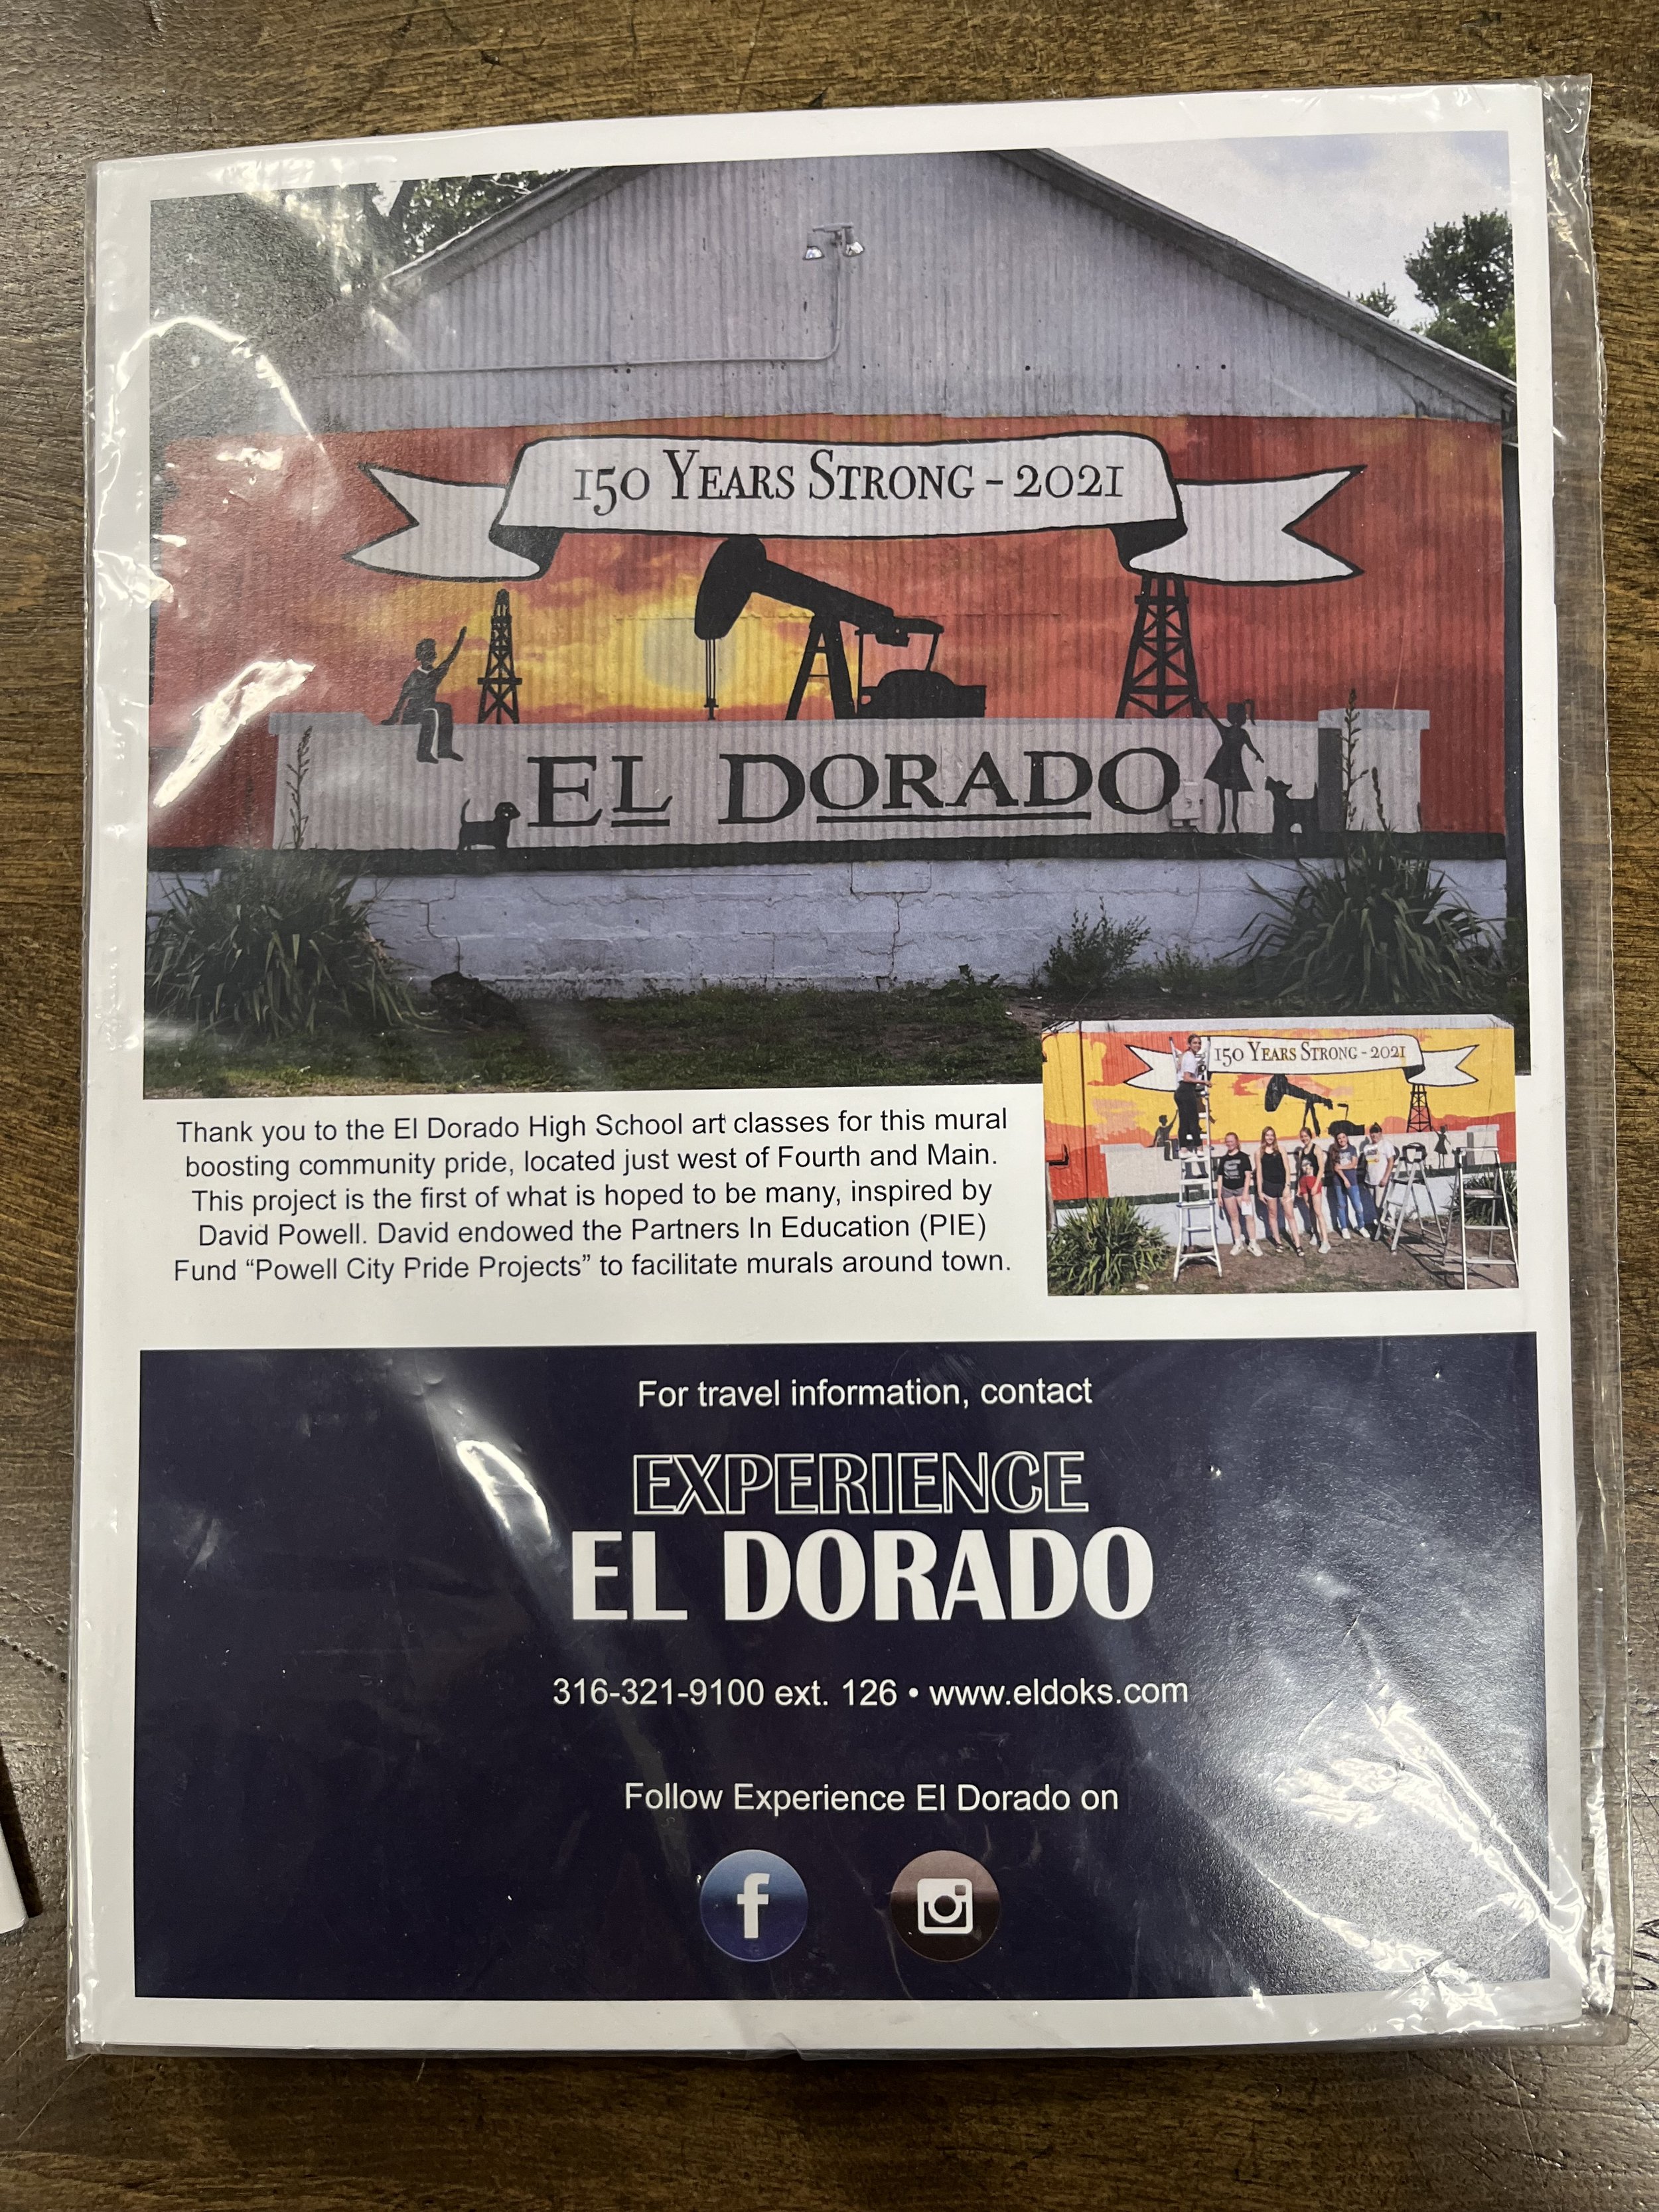 150 YEARS STRONG - 2021
EL DORADO
150 YEARS STRONG - 2021
Thank you to the El Dorado High School art classes for this mural
boosting community pride, located just west of Fourth and Main.
This project is the first of what is hoped to be many, inspired by
David Powell. David endowed the Partners In Education (PIE)
Fund “Powell City Pride Projects” to facilitate murals around town.
For travel information, contact
EXPERIENCE
EL DORADO
316-321-9100 ext. 126 • www.eldoks.com
Follow Experience El Dorado on
f